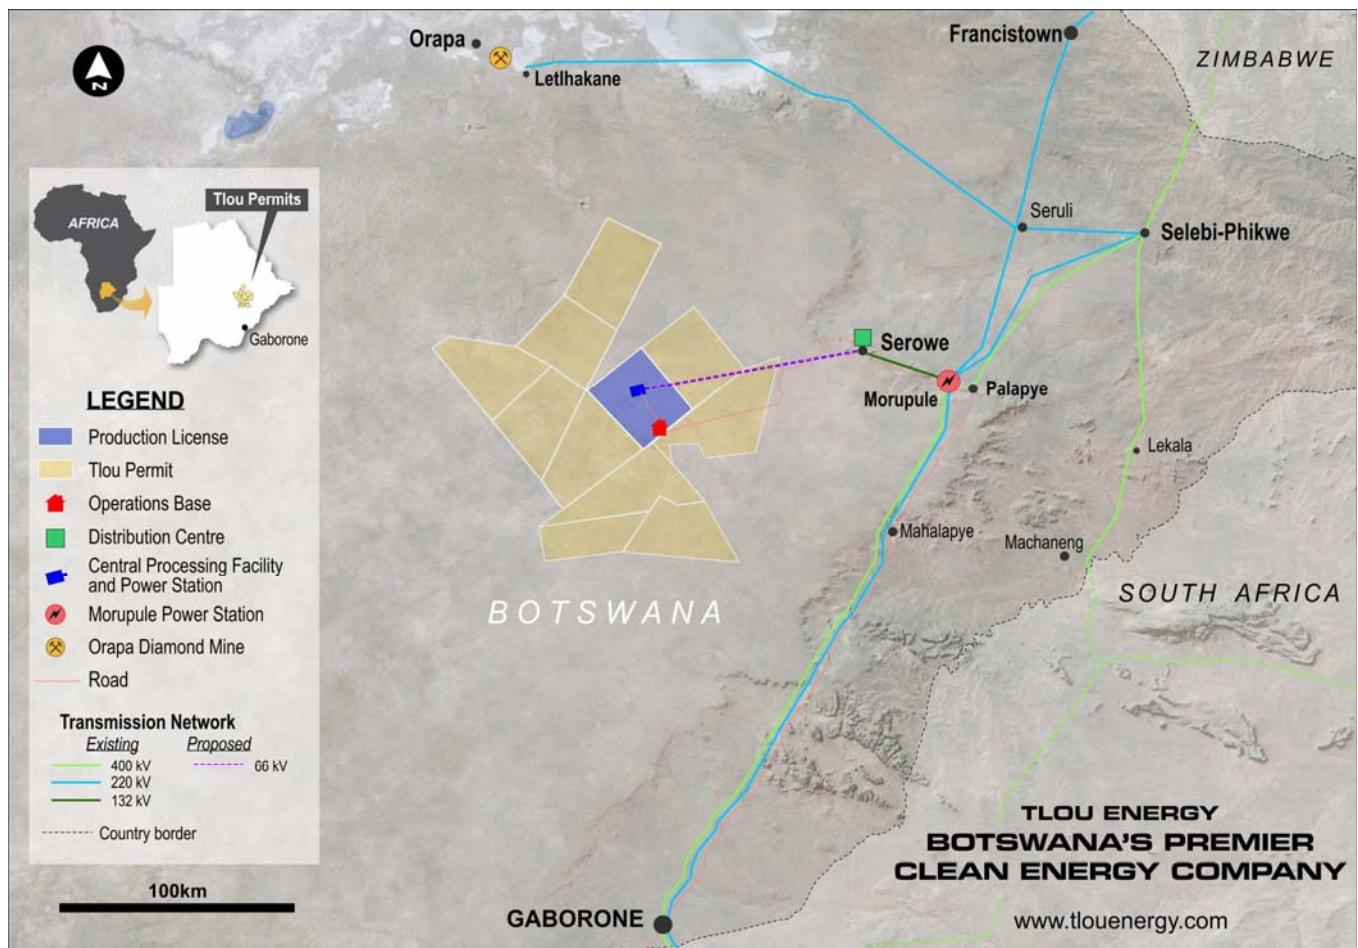 Orapa
Letlhakane
Francistown
ZIMBABWE
N
Tlou Permits
AFRICA
Gaborone
Seruli
Selebi-Phikwe
Serowe
Morupule
Palapye
Lekala
Mahalapye
Machaneng
BOTSWANA
SOUTH AFRICA
GABORONE
LEGEND
Production License
Tlou Permit
Operations Base
Distribution Centre
Central Processing Facility
and Power Station
Morupule Power Station
Orapa Diamond Mine
Road
Transmission Network
Existing Proposed
400 kV 66 kV
220 kV
132 kV
Country border
100km
TLOU ENERGY
BOTSWANA'S PREMIER
CLEAN ENERGY COMPANY
www.tlouenergy.com